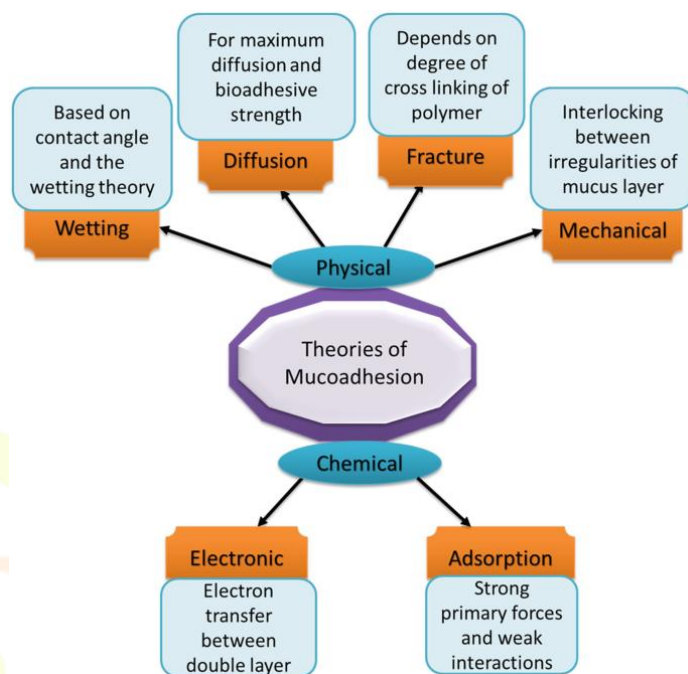 For maximum
diffusion and
bioadhesive
strength
Diffusion
Depends on
degree of
cross linking of
polymer
Fracture
Based on
contact angle
and the
wetting theory
Wetting
Interlocking
between
irregularities of
mucus layer
Mechanical
Physical
Theories of
Mucoadhesion
Chemical
Electronic
Electron
transfer
between
double layer
Adsorption
Strong
primary forces
and weak
interactions